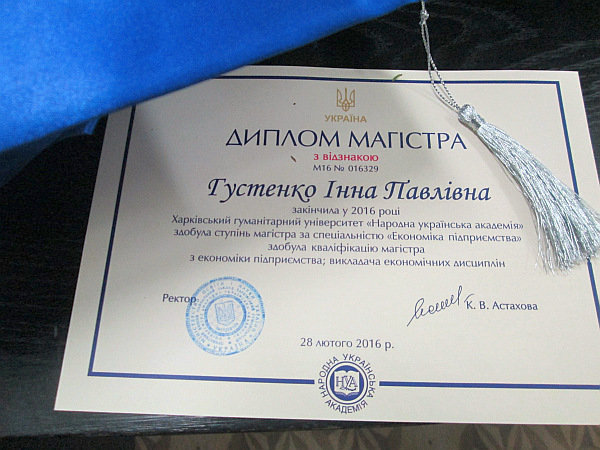 УКРАЇНА
ДИПЛОМ МАГІСТРА
з відзнакою
М16 № 016329
Густенко Інна Павлівна
закінчила у 2016 році
Харківський гуманітарний університет «Народна українська академія»
здобула ступінь магістра за спеціальністю «Економіка підприємства»
здобула кваліфікацію магістра
з економіки підприємства; викладача економічних дисциплін
Ректор
К. В. Астахова
28 лютого 2016 р.
НАРОДНА УКРАЇНСЬКА АКАДЕМІЯ
НУА